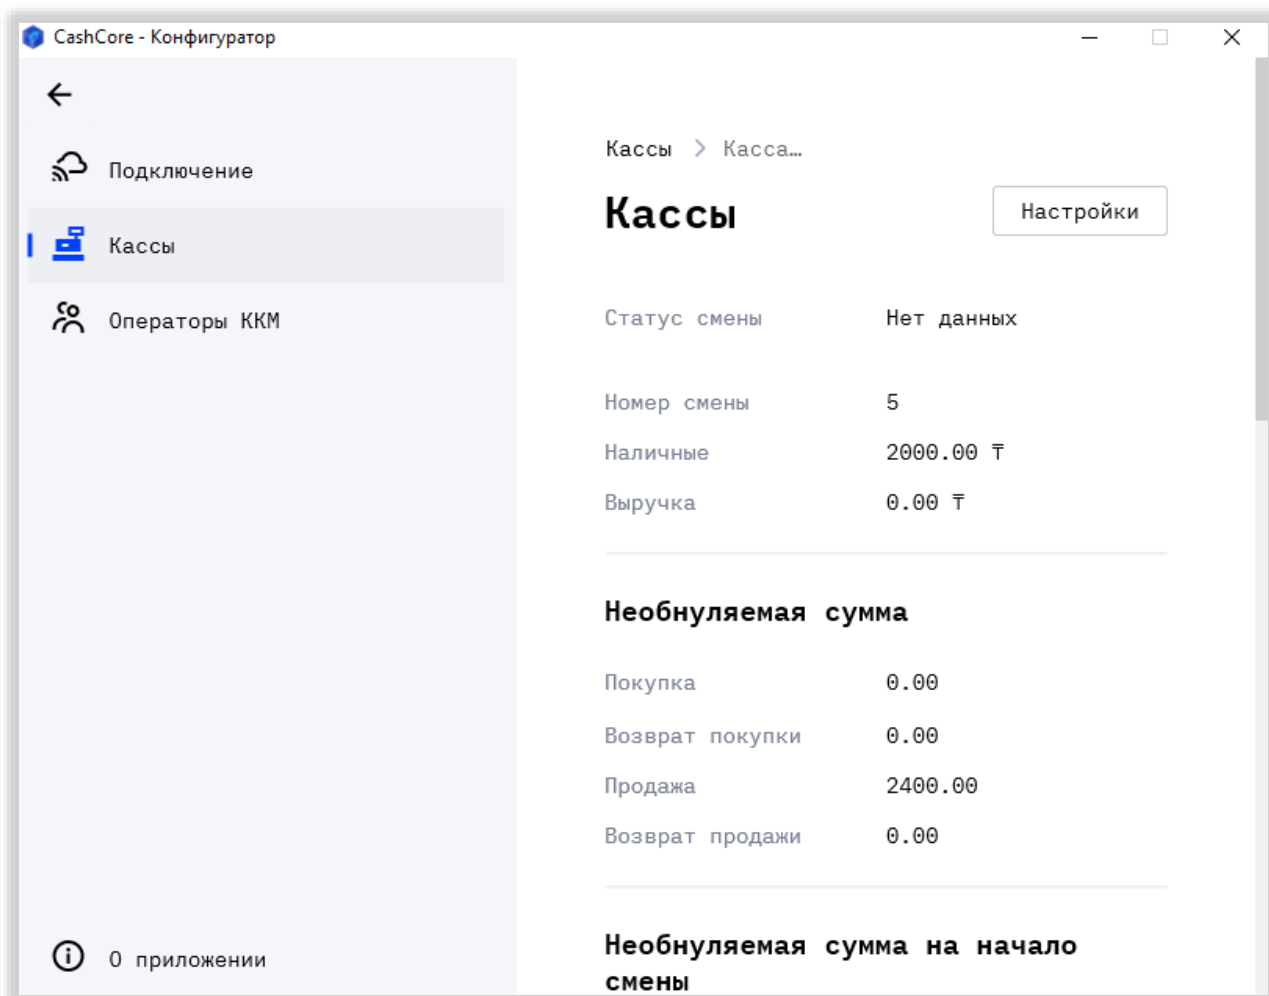 CashCore - Конфигуратор
Подключение
Кассы
Операторы ККМ
О приложении
Кассы > Касса…
Кассы
Настройки
Статус смены Нет данных
Номер смены 5
Наличные 2000.00 ₸
Выручка 0.00 ₸
Необнуляемая сумма
Покупка 0.00
Возврат покупки 0.00
Продажа 2400.00
Возврат продажи 0.00
Необнуляемая сумма на начало
смены